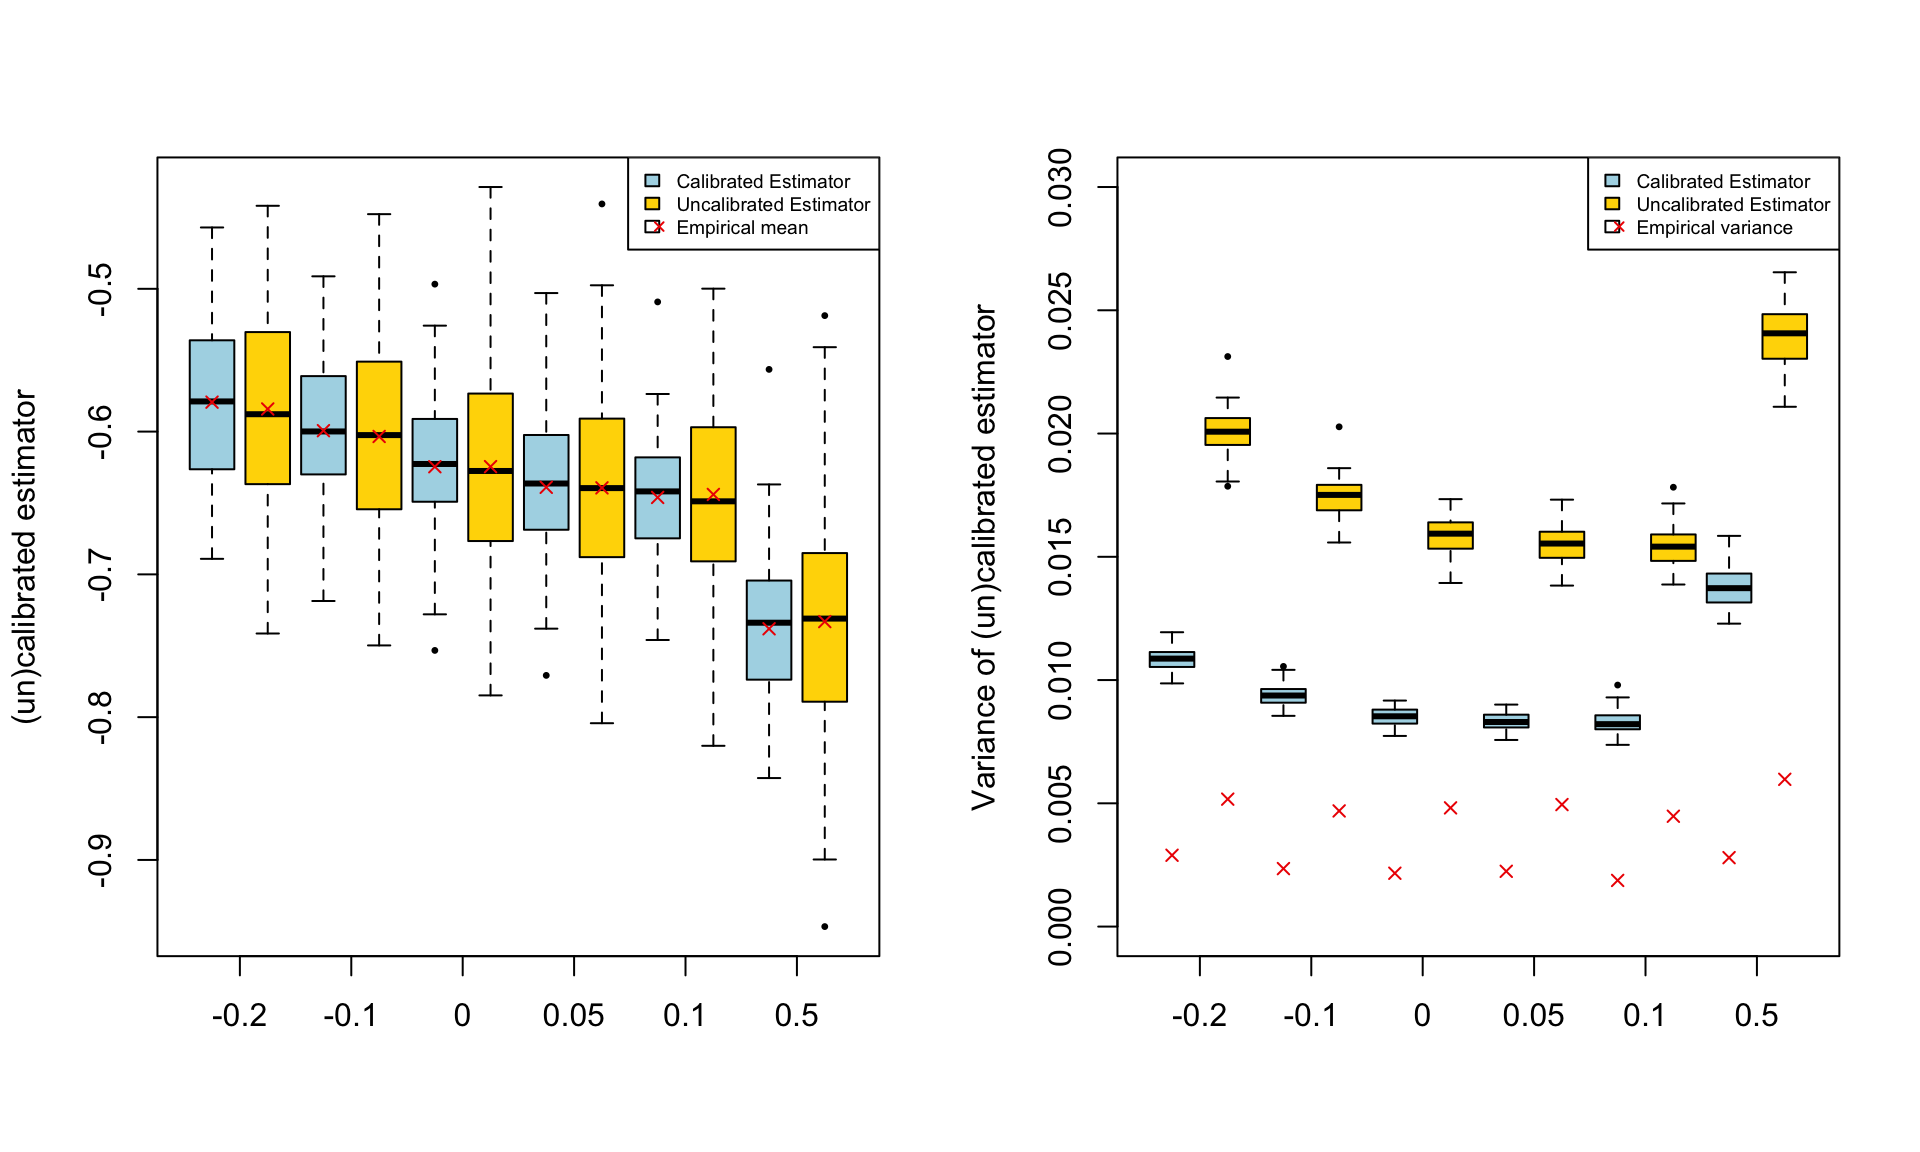 (un)calibrated estimator
-0.5
-0.6
-0.7
-0.8
-0.9
Calibrated Estimator
Uncalibrated Estimator
Empirical mean
-0.2 -0.1 0 0.05 0.1 0.5
Variance of (un)calibrated estimator
0.030
0.025
0.020
0.015
0.010
0.005
0.000
Calibrated Estimator
Uncalibrated Estimator
Empirical variance
-0.2 -0.1 0 0.05 0.1 0.5